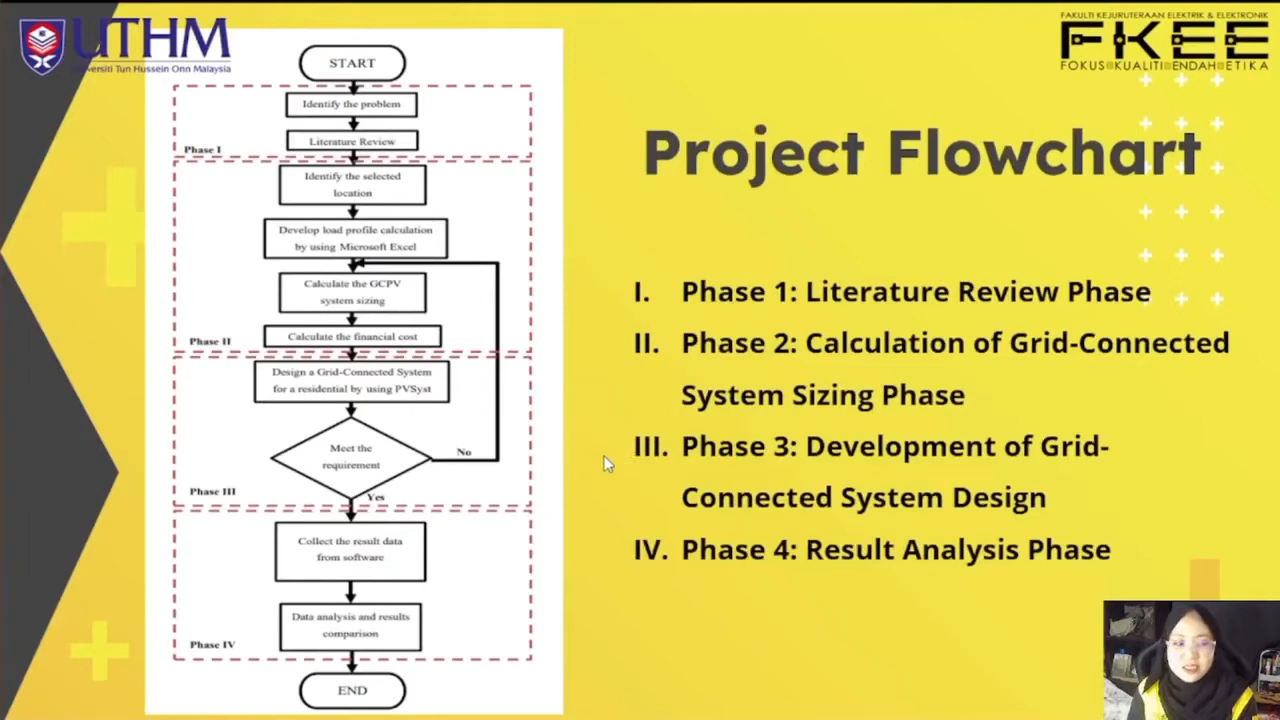 UTHM
Universiti Tun Hussein Onn Malaysia
FAKULTI KEJURUTERAAN ELEKTRIK & ELEKTRONIK
FKEE
FOKUS KUALITI ENDAH ETIKA
START
Identify the problem
Literature Review
Phase I
Identify the selected
location
Develop load profile calculation
by using Microsoft Excel
Calculate the GCPV
system sizing
Calculate the financial cost
Phase II
Design a Grid-Connected System
for a residential by using PVSyst
Meet the
requirement
No
Yes
Phase III
Collect the result data
from software
Data analysis and results
comparison
Phase IV
END
Project Flowchart
I. Phase 1: Literature Review Phase
II. Phase 2: Calculation of Grid-Connected
System Sizing Phase
III. Phase 3: Development of Grid-
Connected System Design
IV. Phase 4: Result Analysis Phase